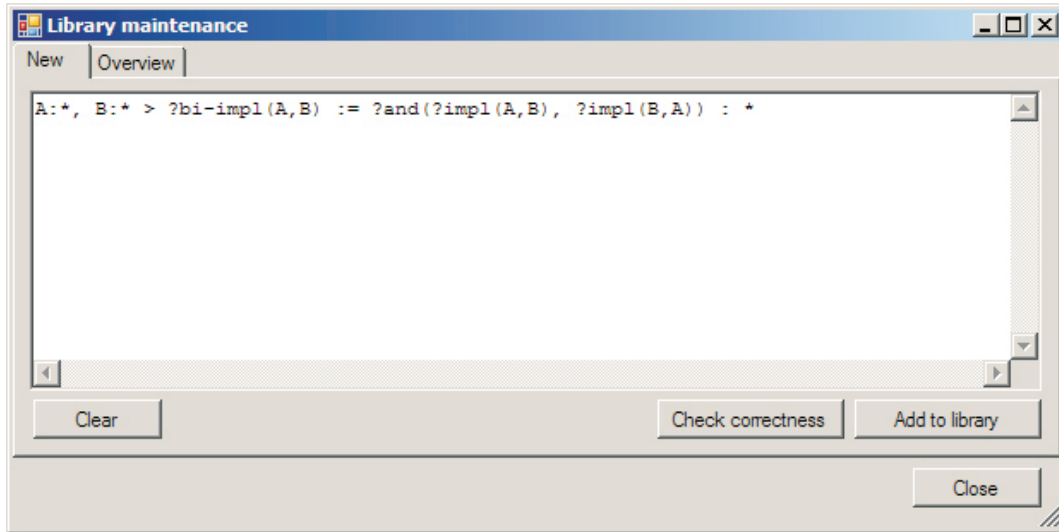 Library maintenance
New Overview
A:*, B:* > ?bi-impl(A,B) := ?and(?impl(A,B), ?impl(B,A)) : *
Clear Check correctness Add to library
Close